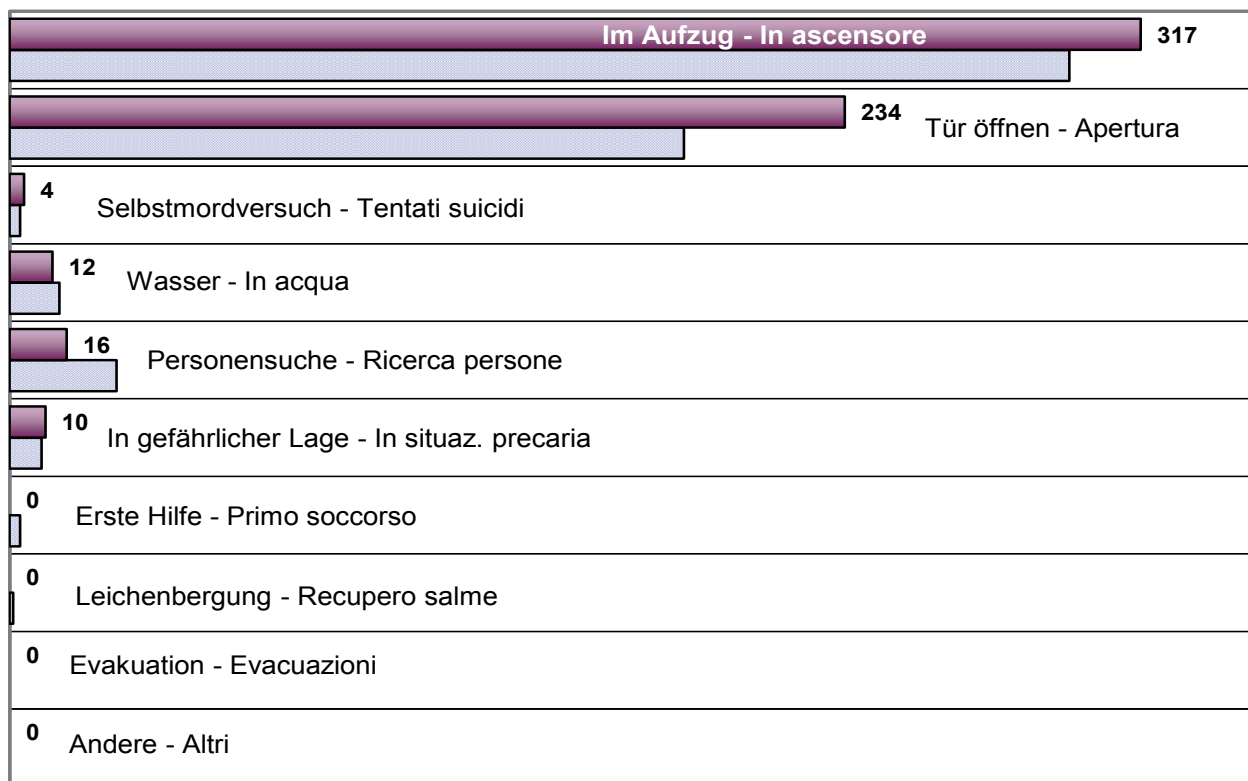 Im Aufzug - In ascensore 317
234 Tür öffnen - Apertura
4 Selbstmordversuch - Tentati suicidi
12 Wasser - In acqua
16 Personensuche - Ricerca persone
10 In gefährlicher Lage - In situaz. precaria
0 Erste Hilfe - Primo soccorso
0 Leichenbergung - Recupero salme
0 Evakuation - Evacuazioni
0 Andere - Altri